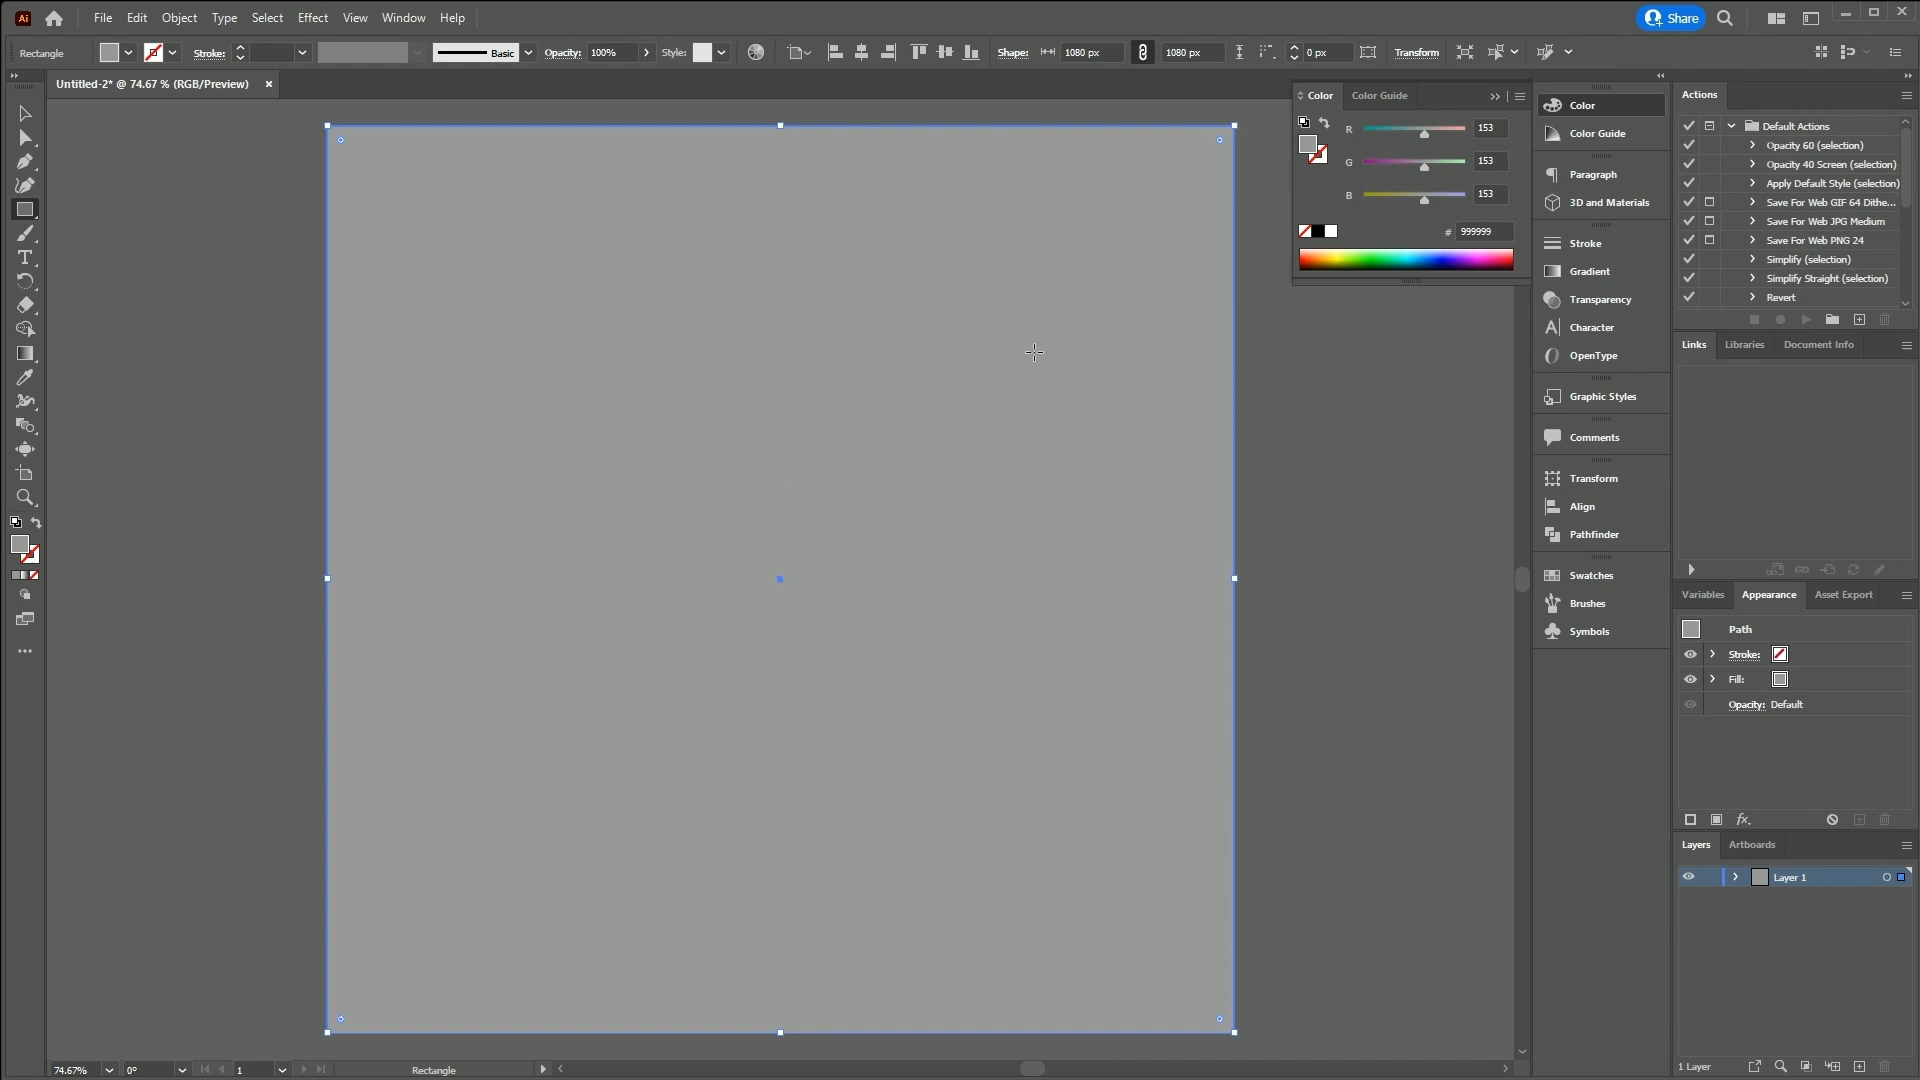 Ai File Edit Object Type Select Effect View Window Help Share
Rectangle Stroke: Basic Opacity: 100% Style: Shape: 1080 px 1080 px 0 px Transform
Untitled-2* @ 74.67 % (RGB/Preview) ×
Color Color Guide
R 153
G 153
B 153
# 999999
Color
Color Guide
Paragraph
3D and Materials
Stroke
Gradient
Transparency
Character
OpenType
Graphic Styles
Comments
Transform
Align
Pathfinder
Swatches
Brushes
Symbols
Actions
Default Actions
Opacity 60 (selection)
Opacity 40 Screen (selection)
Apply Default Style (selection)
Save For Web GIF 64 Dithe...
Save For Web JPG Medium
Save For Web PNG 24
Simplify (selection)
Simplify Straight (selection)
Revert
Links Libraries Document Info
Variables Appearance Asset Export
Path
Stroke:
Fill:
Opacity: Default
fx.
Layers Artboards
Layer 1
1 Layer
74.67% 0° 1 Rectangle